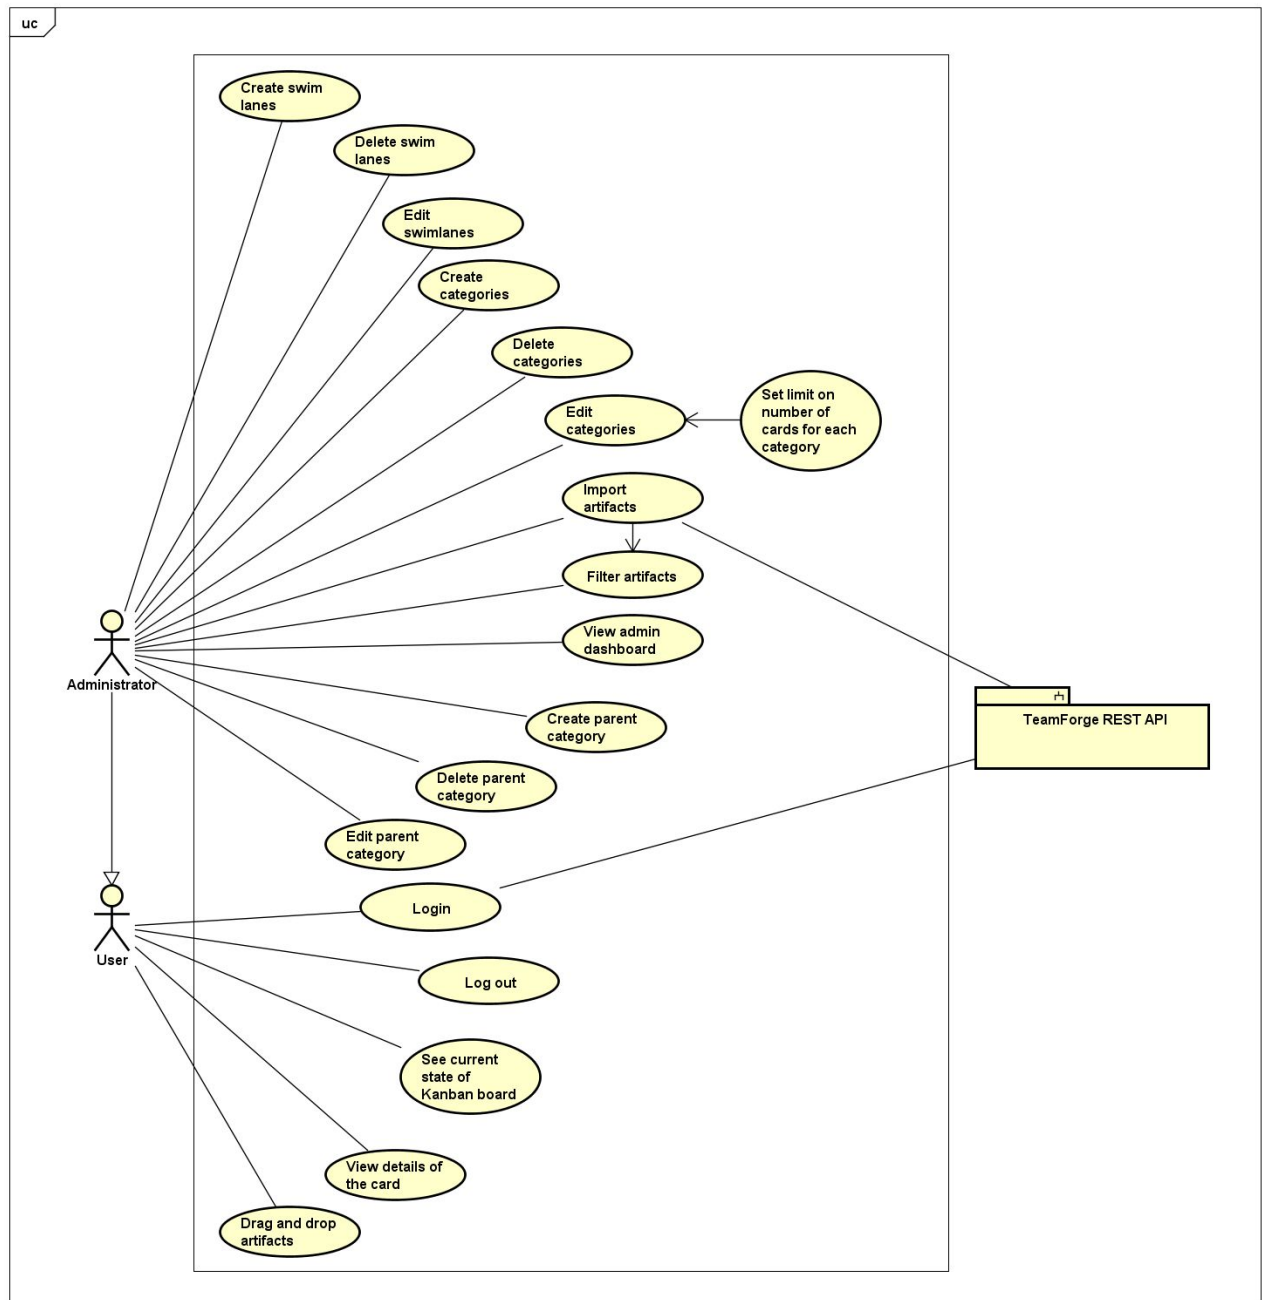 uc
Create swim
lanes
Delete swim
lanes
Edit
swimlanes
Create
categories
Delete
categories
Edit
categories
Set limit on
number of
cards for each
category
Import
artifacts
Filter artifacts
View admin
dashboard
Administrator
Create parent
category
TeamForge REST API
Delete parent
category
Edit parent
category
Login
User
Log out
See current
state of
Kanban board
View details of
the card
Drag and drop
artifacts